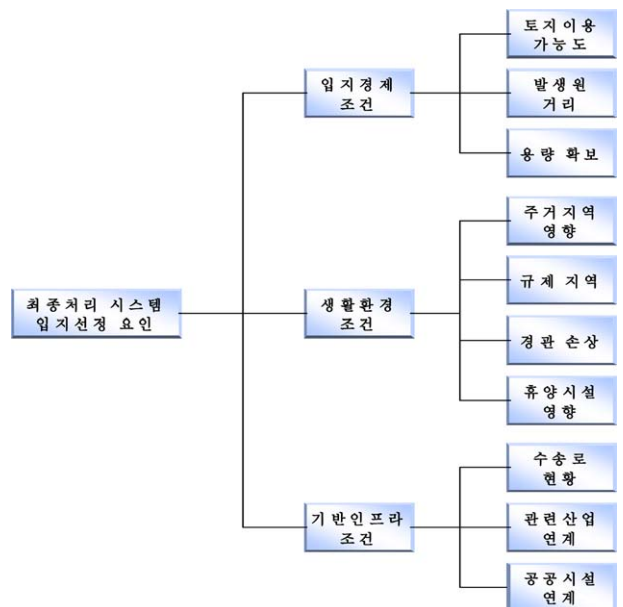 최종처리 시스템
입지선정 요인
입지경제
조건
토지이용
가능도
발생원
거리
용량 확보
생활환경
조건
주거지역
영향
규제 지역
경관 손상
휴양시설
영향
기반인프라
조건
수송로
현황
관련산업
연계
공공시설
연계